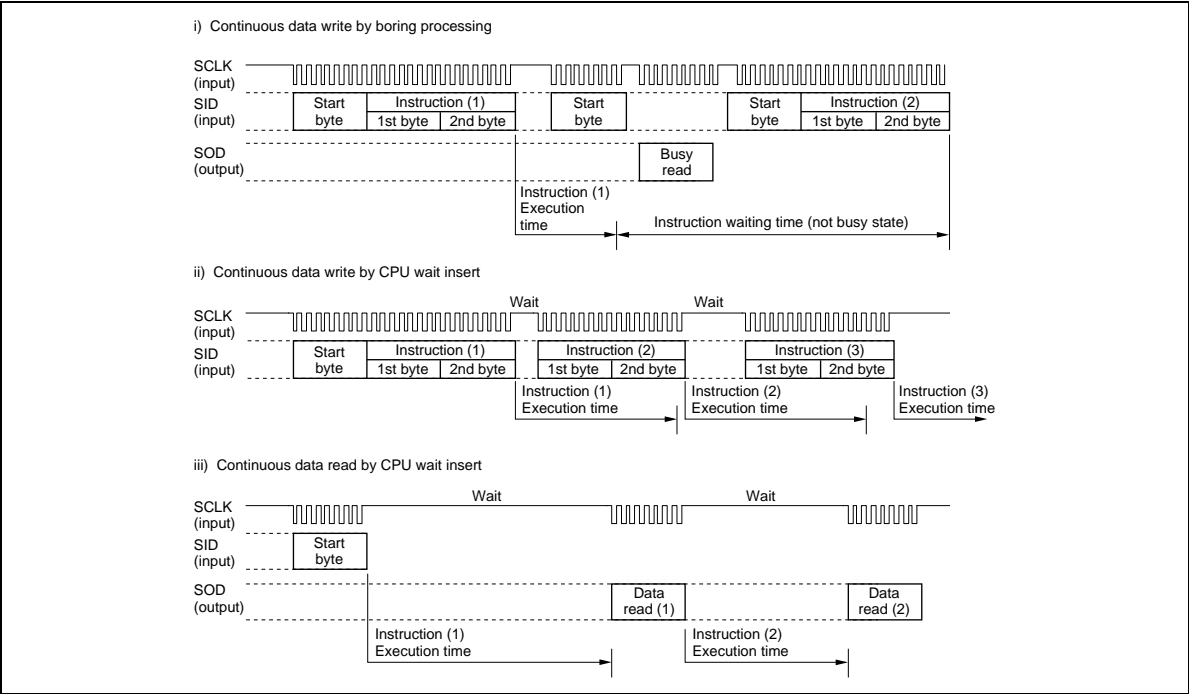 i) Continuous data write by boring processing
SCLK
(input)
SID
(input)
Start
byte
Instruction (1)
1st byte
2nd byte
Start
byte
Start
byte
Instruction (2)
1st byte
2nd byte
SOD
(output)
Busy
read
Instruction (1)
Execution
time
Instruction waiting time (not busy state)
ii) Continuous data write by CPU wait insert
Wait
Wait
SCLK
(input)
SID
(input)
Start
byte
Instruction (1)
1st byte
2nd byte
Instruction (2)
1st byte
2nd byte
Instruction (3)
1st byte
2nd byte
Instruction (1)
Execution time
Instruction (2)
Execution time
Instruction (3)
Execution time
iii) Continuous data read by CPU wait insert
Wait
Wait
SCLK
(input)
SID
(input)
Start
byte
SOD
(output)
Data
read (1)
Data
read (2)
Instruction (1)
Execution time
Instruction (2)
Execution time